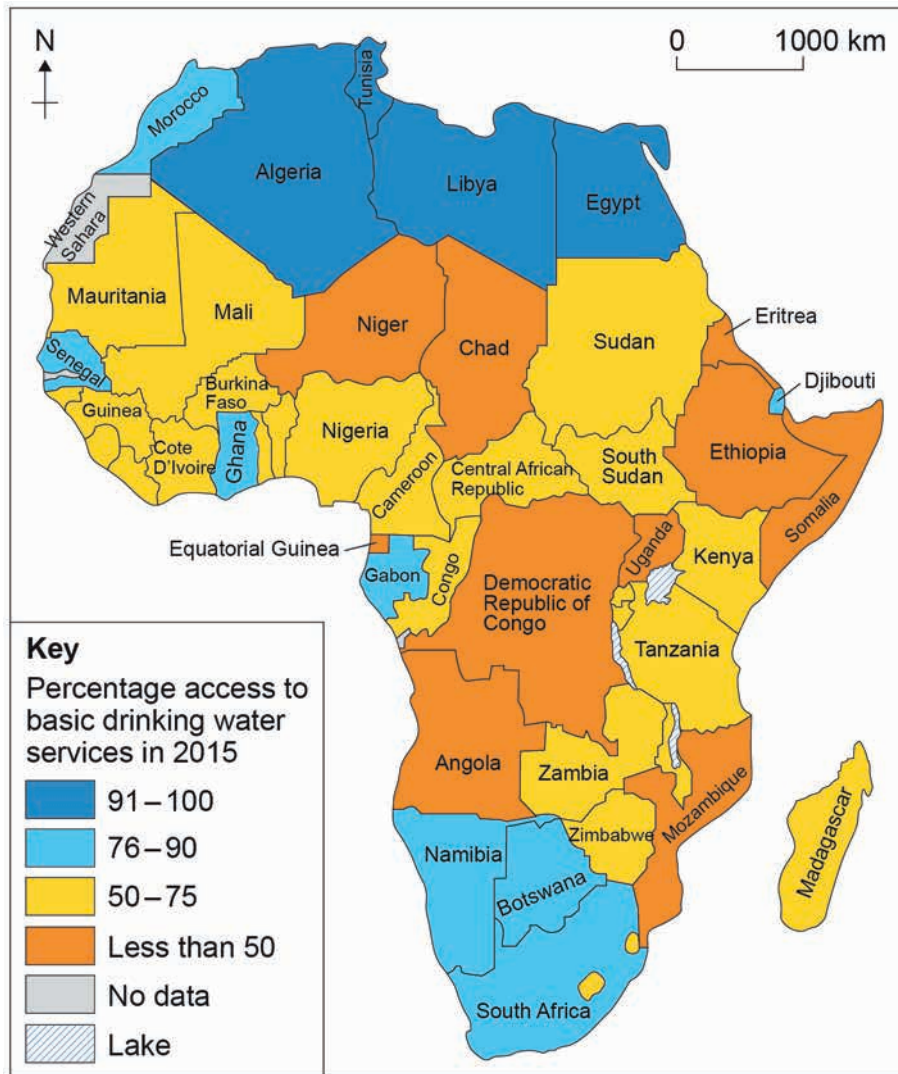 N
0 1000 km
Tunisia
Morocco
Algeria
Libya
Egypt
Western
Sahara
Mauritania
Mali
Niger
Chad
Sudan
Eritrea
Djibouti
Senegal
Guinea
Burkina
Faso
Cote
D'Ivoire
Ghana
Nigeria
Cameroon
Central African
Republic
South
Sudan
Ethiopia
Somalia
Equatorial Guinea
Gabon
Congo
Democratic
Republic of
Congo
Uganda
Kenya
Tanzania
Angola
Zambia
Mozambique
Zimbabwe
Madagascar
Namibia
Botswana
South Africa
Key
Percentage access to
basic drinking water
services in 2015
91–100
76–90
50–75
Less than 50
No data
Lake